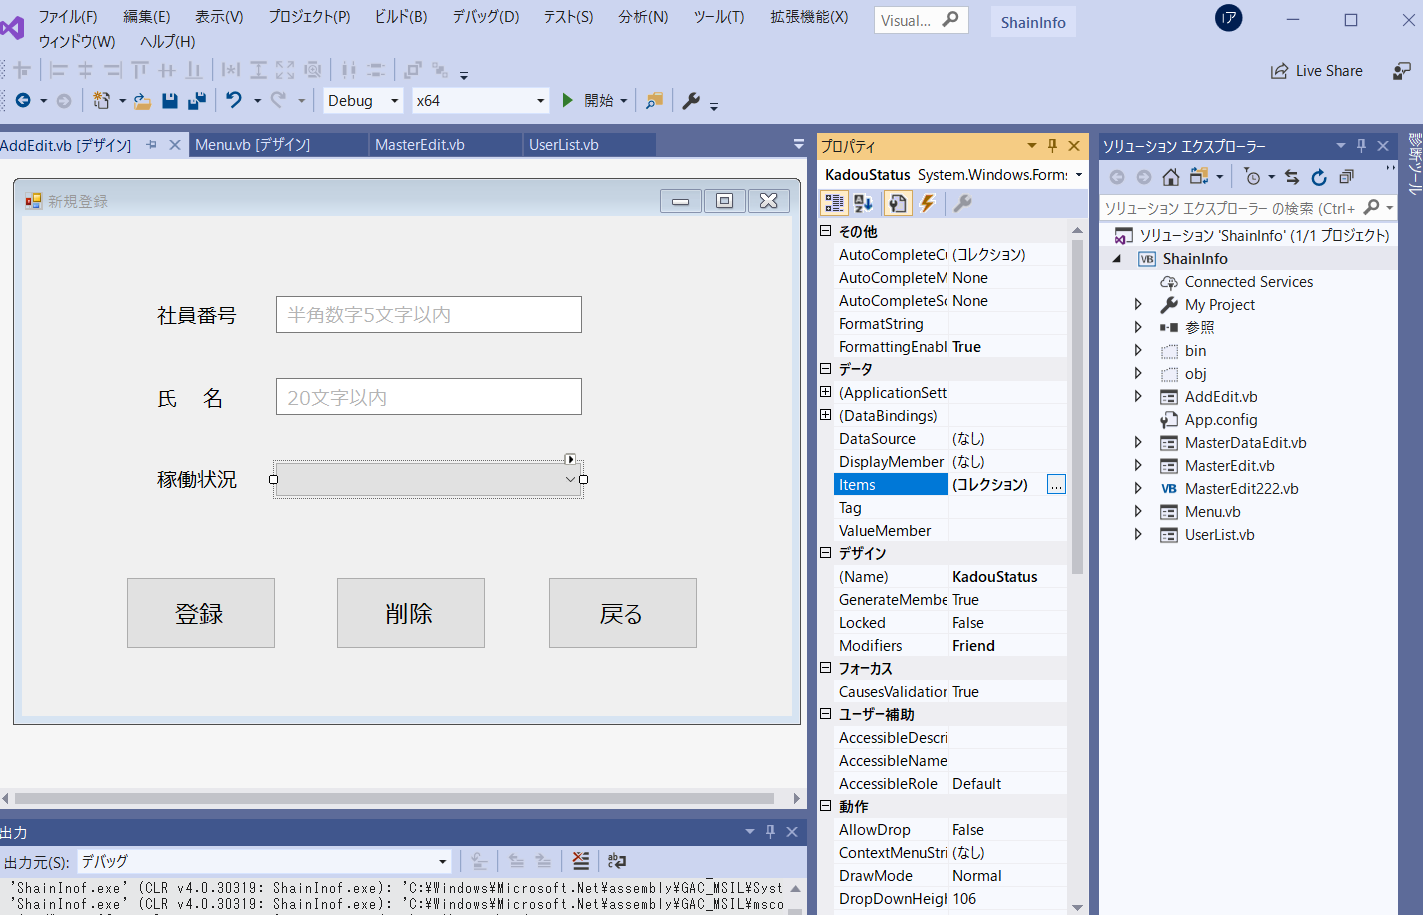 ファイル(F) 編集(E) 表示(V) プロジェクト(P) ビルド(B) デバッグ(D) テスト(S) 分析(N) ツール(T) 拡張機能(X) Visual... ShainInfo イア
ウィンドウ(W) ヘルプ(H)
Live Share
Debug x64 開始
AddEdit.vb [デザイン] Menu.vb [デザイン] MasterEdit.vb UserList.vb
新規登録
社員番号 半角数字5文字以内
氏 名 20文字以内
稼働状況
登録 削除 戻る
出力
出力元(S): デバッグ
'ShainInof.exe' (CLR v4.0.30319: ShainInof.exe): 'C:¥Windows¥Microsoft.Net¥assembly¥GAC_MSIL¥Syst
'ShainInof.exe' (CLR v4.0.30319: ShainInof.exe): 'C:¥Windows¥Microsoft.Net¥assembly¥GAC_MSIL¥msco
プロパティ
KadouStatus System.Windows.Forms
その他
AutoCompleteCu (コレクション)
AutoCompleteM None
AutoCompleteSo None
FormatString
FormattingEnabl True
データ
(ApplicationSett
(DataBindings)
DataSource (なし)
DisplayMember (なし)
Items (コレクション) ...
Tag
ValueMember
デザイン
(Name) KadouStatus
GenerateMembe True
Locked False
Modifiers Friend
フォーカス
CausesValidation True
ユーザー補助
AccessibleDescri
AccessibleName
AccessibleRole Default
動作
AllowDrop False
ContextMenuStri (なし)
DrawMode Normal
DropDownHeigh 106
ソリューション エクスプローラー
ソリューション エクスプローラー の検索 (Ctrl+
ソリューション 'ShainInfo' (1/1 プロジェクト)
VB ShainInfo
Connected Services
My Project
参照
bin
obj
AddEdit.vb
App.config
MasterDataEdit.vb
MasterEdit.vb
VB MasterEdit222.vb
Menu.vb
UserList.vb
診断ツール